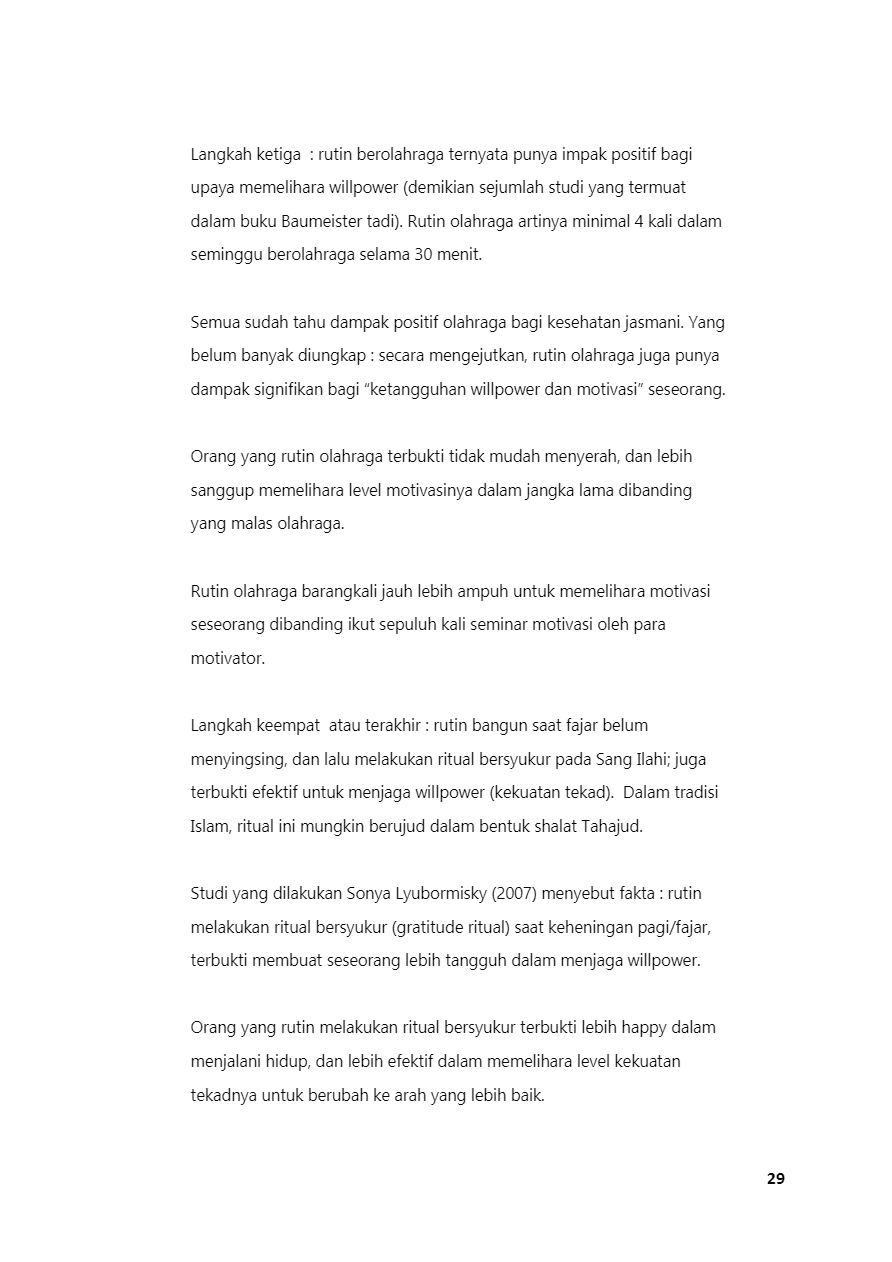 Langkah ketiga  : rutin berolahraga ternyata punya impak positif bagi
upaya memelihara willpower (demikian sejumlah studi yang termuat
dalam buku Baumeister tadi). Rutin olahraga artinya minimal 4 kali dalam
seminggu berolahraga selama 30 menit.
Semua sudah tahu dampak positif olahraga bagi kesehatan jasmani. Yang
belum banyak diungkap : secara mengejutkan, rutin olahraga juga punya
dampak signifikan bagi “ketangguhan willpower dan motivasi” seseorang.
Orang yang rutin olahraga terbukti tidak mudah menyerah, dan lebih
sanggup memelihara level motivasinya dalam jangka lama dibanding
yang malas olahraga.
Rutin olahraga barangkali jauh lebih ampuh untuk memelihara motivasi
seseorang dibanding ikut sepuluh kali seminar motivasi oleh para
motivator.
Langkah keempat  atau terakhir : rutin bangun saat fajar belum
menyingsing, dan lalu melakukan ritual bersyukur pada Sang Ilahi; juga
terbukti efektif untuk menjaga willpower (kekuatan tekad).  Dalam tradisi
Islam, ritual ini mungkin berujud dalam bentuk shalat Tahajud.
Studi yang dilakukan Sonya Lyubormisky (2007) menyebut fakta : rutin
melakukan ritual bersyukur (gratitude ritual) saat keheningan pagi/fajar,
terbukti membuat seseorang lebih tangguh dalam menjaga willpower.
Orang yang rutin melakukan ritual bersyukur terbukti lebih happy dalam
menjalani hidup, dan lebih efektif dalam memelihara level kekuatan
tekadnya untuk berubah ke arah yang lebih baik.
29